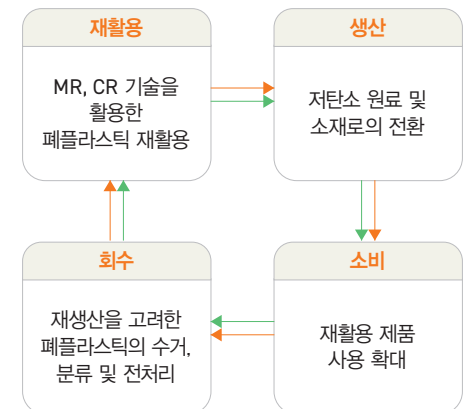 재활용
MR, CR 기술을
활용한
폐플라스틱 재활용
생산
저탄소 원료 및
소재로의 전환
회수
재생산을 고려한
폐플라스틱의 수거,
분류 및 전처리
소비
재활용 제품
사용 확대